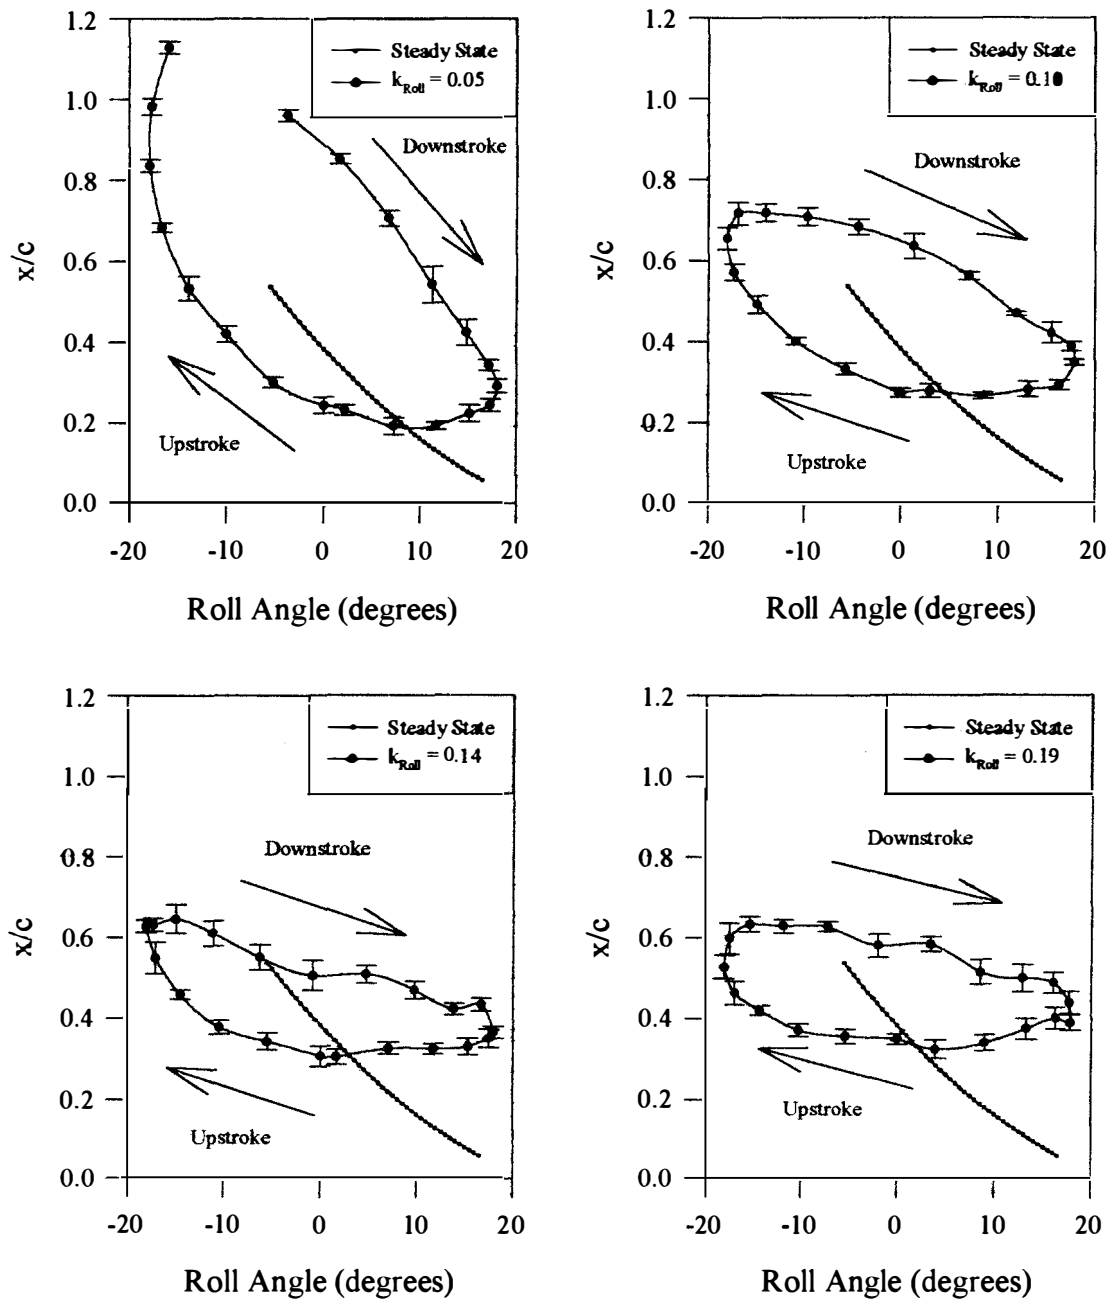 1.2
1.0
0.8
0.6
0.4
0.2
0.0
x/c
Steady State
k_Roll = 0.05
Downstroke
Upstroke
-20 -10 0 10 20
Roll Angle (degrees)
1.2
1.0
0.8
0.6
0.4
0.2
0.0
x/c
Steady State
k_Roll = 0.10
Downstroke
Upstroke
-20 -10 0 10 20
Roll Angle (degrees)
1.2
1.0
0.8
0.6
0.4
0.2
0.0
x/c
Steady State
k_Roll = 0.14
Downstroke
Upstroke
-20 -10 0 10 20
Roll Angle (degrees)
1.2
1.0
0.8
0.6
0.4
0.2
0.0
x/c
Steady State
k_Roll = 0.19
Downstroke
Upstroke
-20 -10 0 10 20
Roll Angle (degrees)